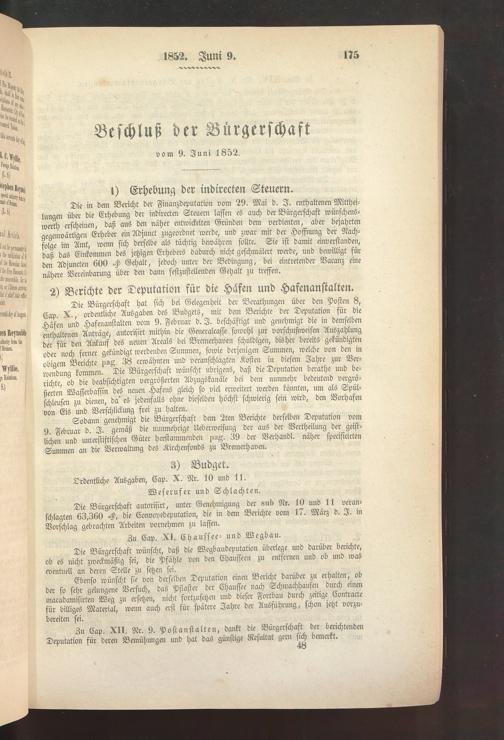 1852. Juni 9.
175
Beschluß der Bürgerschaft
vom 9. Juni 1852.
1) Erhebung der indirecten Steuern.
Die in dem Bericht der Finanzdeputation vom 29. Mai d. J. enthaltenen Mitthei-
lungen über die Erhebung der indirecten Steuern lassen es auch der Bürgerschaft wünschens-
werth erscheinen, daß aus den näher entwickelten Gründen dem verdienten, aber bejahrten
gegenwärtigen Erheber ein Adjunct zugeordnet werde, und zwar mit der Hoffnung der Nach-
folge im Amt, wenn sich derselbe als tüchtig bewähren sollte. Sie ist damit einverstanden,
daß das Einkommen des jetzigen Erhebers dadurch nicht geschmälert werde, und bewilligt für
den Adjuncten 600 ₰ Gehalt, jedoch unter der Bedingung, bei eintretender Vacanz eine
nähere Vereinbarung über den dann festzustellenden Gehalt zu treffen.
2) Berichte der Deputation für die Häfen und Hafenanstalten.
Die Bürgerschaft hat sich bei Gelegenheit der Berathungen über den Posten 8,
Cap. X., ordentliche Ausgaben des Budgets, mit dem Berichte der Deputation für die
Häfen und Hafenanstalten vom 9. Februar d. J. beschäftigt und genehmigt die in demselben
enthaltenen Anträge, autorisirt mithin die Generalcasse sowohl zur vorschußweisen Auszahlung
der für den Ankauf des neuen Areals bei Bremerhaven schuldigen, bisher bereits gekündigten
oder noch ferner gekündigt werdenden Summen, sowie derjenigen Summe, welche von den in
obigem Berichte pag. 38 erwähnten und veranschlagten Kosten in diesem Jahre zur Ver-
wendung kommen. Die Bürgerschaft wünscht übrigens, daß die Deputation berathe und be-
richte, ob die beabsichtigten vergrößerten Abzugskanäle bei dem nunmehr bedeutend vergrö-
ßerten Wasserbassin des neuen Hafens gleich so viel erweitert werden könnten, um als Spül-
schleusen zu dienen, da es jedenfalls ohne dieselben höchst schwierig sein wird, den Vorhafen
von Eis und Verschlickung frei zu halten.
Sodann genehmigt die Bürgerschaft dem 2ten Berichte derselben Deputation vom
9. Februar d. J. gemäß die nunmehrige Ueberweisung der aus der Vertheilung der geist-
lichen und unterstiftischen Güter herstammenden pag. 39 der Verhandl. näher specificirten
Summen an die Verwaltung des Kirchenfonds zu Bremerhaven.
3) Budget.
Ordentliche Ausgaben, Cap. X. Nr. 10 und 11.
Weserufer und Schlachten.
Die Bürgerschaft autorisirt, unter Genehmigung der sub Nr. 10 und 11 veran-
schlagten 63,360 ₰, die Convoyedeputation, die in dem Berichte vom 17. März d. J. in
Vorschlag gebrachten Arbeiten vornehmen zu lassen.
Zu Cap. XI. Chaussee- und Wegbau.
Die Bürgerschaft wünscht, daß die Wegbaudeputation überlege und darüber berichte,
ob es nicht zweckmäßig sei, die Pfähle von den Chausseen zu entfernen und ob und was
eventuell an deren Stelle zu setzen sei.
Ebenso wünscht sie von derselben Deputation einen Bericht darüber zu erhalten, ob
der so sehr gelungene Versuch, das Pflaster der Chaussee nach Schwachhausen durch einen
macadamisirten Weg zu ersetzen, nicht fortzusetzen und dieser Fortbau durch zeitige Contracte
für billiges Material, wenn auch erst für spätere Jahre der Ausführung, schon jetzt vorzu-
bereiten sei.
Zu Cap. XII. Nr. 9. Postanstalten, dankt die Bürgerschaft der berichtenden
Deputation für deren Bemühungen und hat das günstige Resultat gern sich bemerkt.
48